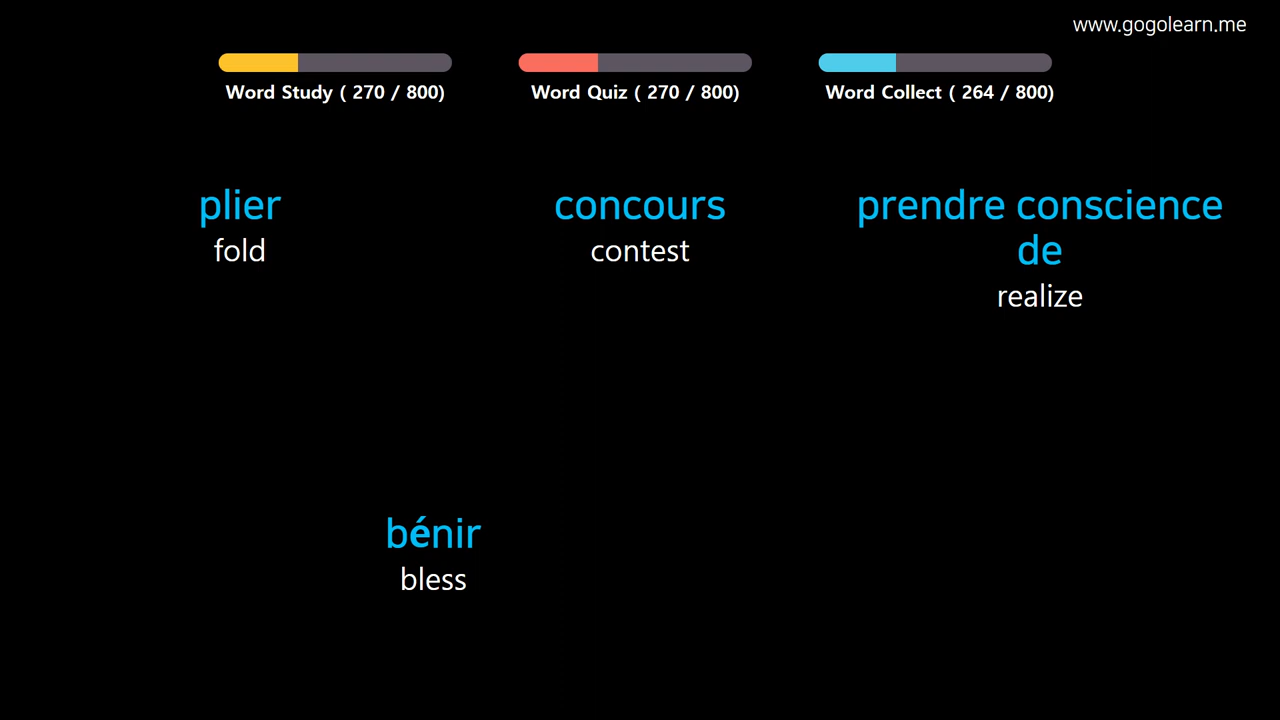 www.gogolearn.me
Word Study ( 270 / 800)
Word Quiz ( 270 / 800)
Word Collect ( 264 / 800)
plier
fold
concours
contest
prendre conscience
de
realize
bénir
bless